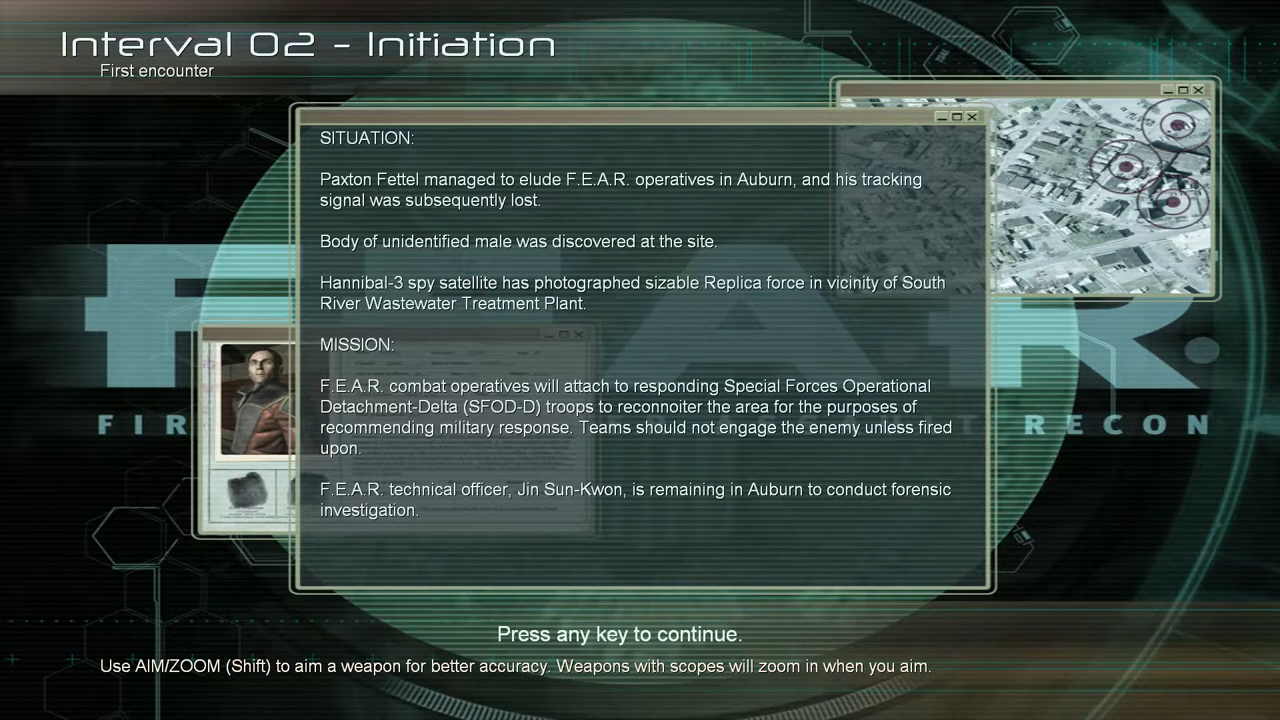 Interval 02 - Initiation
First encounter
SITUATION:
Paxton Fettel managed to elude F.E.A.R. operatives in Auburn, and his tracking
signal was subsequently lost.
Body of unidentified male was discovered at the site.
Hannibal-3 spy satellite has photographed sizable Replica force in vicinity of South
River Wastewater Treatment Plant.
MISSION:
F.E.A.R. combat operatives will attach to responding Special Forces Operational
Detachment-Delta (SFOD-D) troops to reconnoiter the area for the purposes of
recommending military response. Teams should not engage the enemy unless fired
upon.
F.E.A.R. technical officer, Jin Sun-Kwon, is remaining in Auburn to conduct forensic
investigation.
F.E.A.R.
RECON
Press any key to continue.
Use AIM/ZOOM (Shift) to aim a weapon for better accuracy. Weapons with scopes will zoom in when you aim.